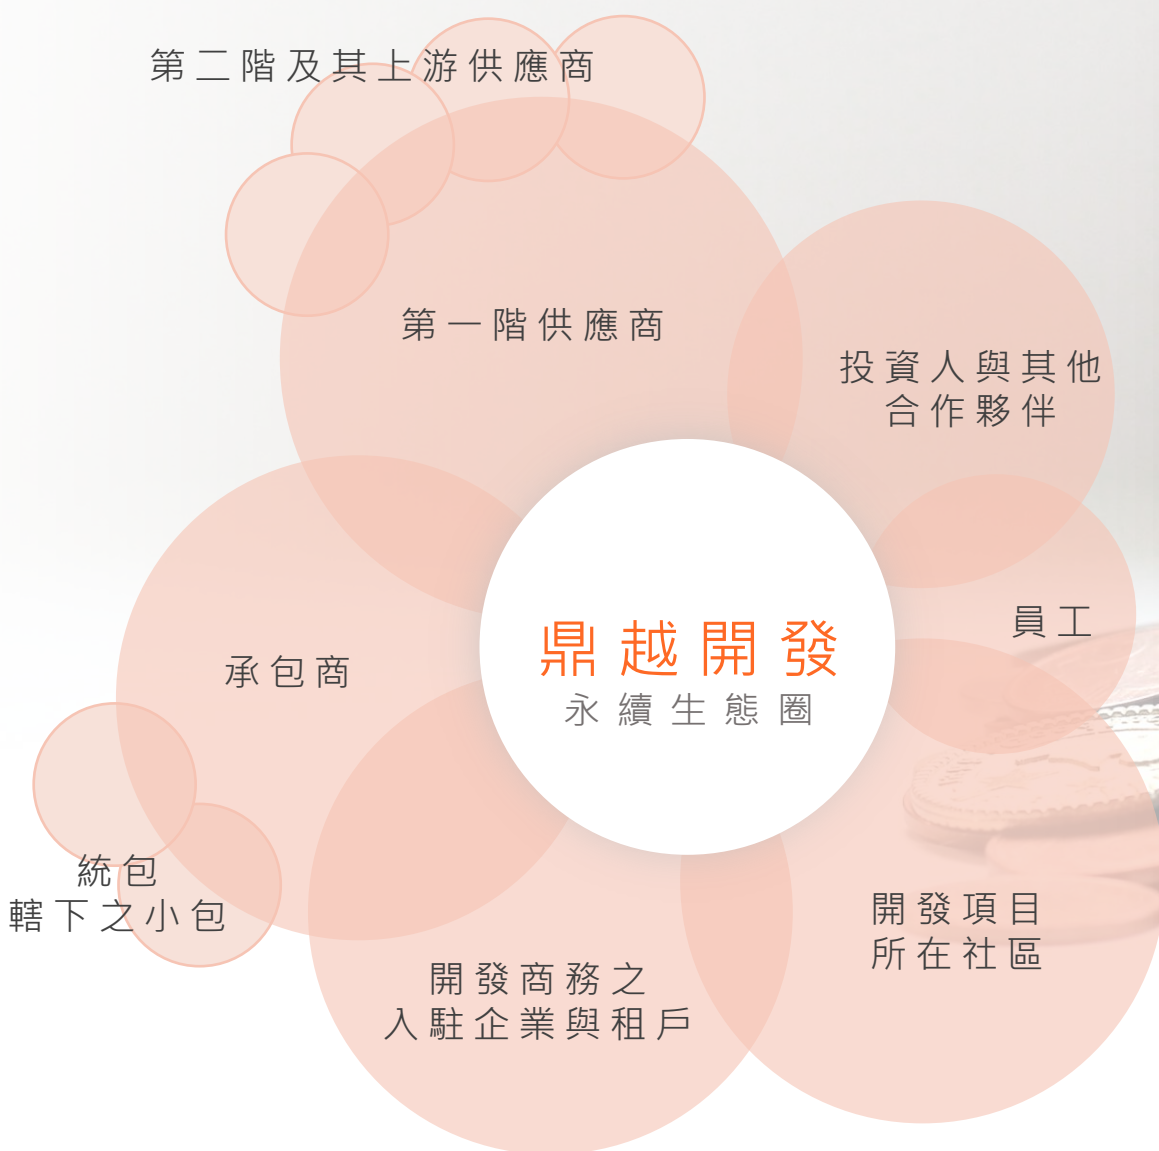 第二階及其上游供應商
第一階供應商
投資人與其他
合作夥伴
員工
鼎越開發
永續生態圈
承包商
統包
轄下之小包
開發項目
所在社區
開發商務之
入駐企業與租戶